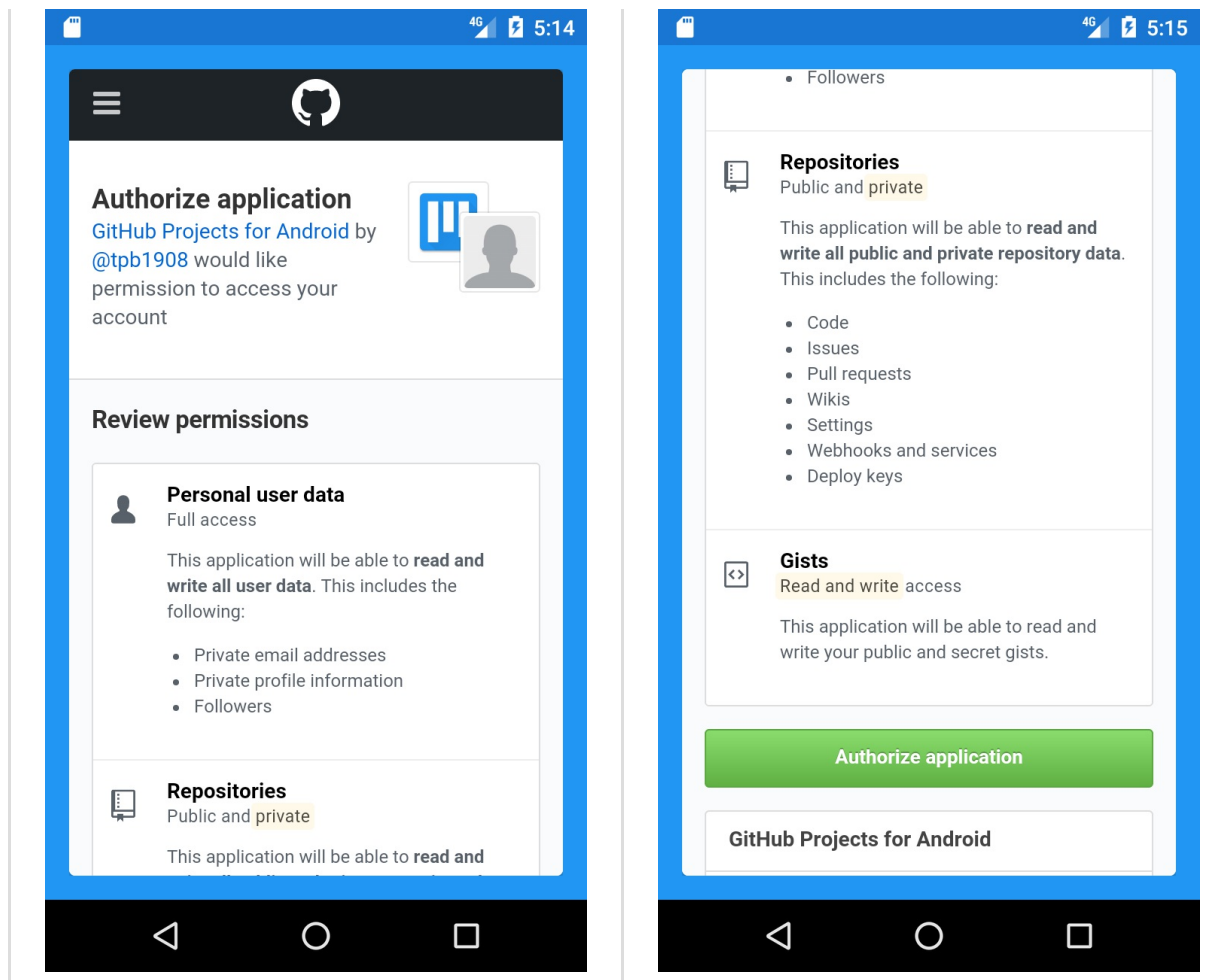 4G 5:14
Authorize application
GitHub Projects for Android by
@tpb1908 would like
permission to access your
account
Review permissions
Personal user data
Full access
This application will be able to read and
write all user data. This includes the
following:
Private email addresses
Private profile information
Followers
Repositories
Public and private
This application will be able to read and
4G 5:15
Followers
Repositories
Public and private
This application will be able to read and
write all public and private repository data.
This includes the following:
Code
Issues
Pull requests
Wikis
Settings
Webhooks and services
Deploy keys
Gists
Read and write access
This application will be able to read and
write your public and secret gists.
Authorize application
GitHub Projects for Android